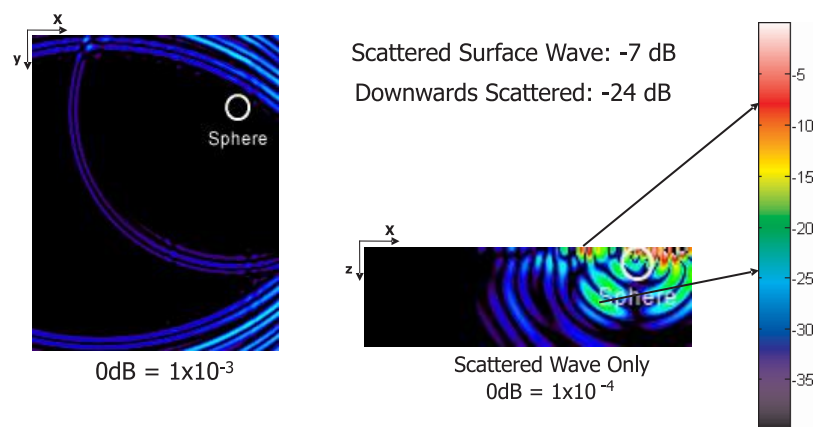 x
y
Sphere
0dB = 1x10-3
Scattered Surface Wave: -7 dB
Downwards Scattered: -24 dB
x
z
Sphere
Scattered Wave Only
0dB = 1x10 -4
-5
-10
-15
-20
-25
-30
-35